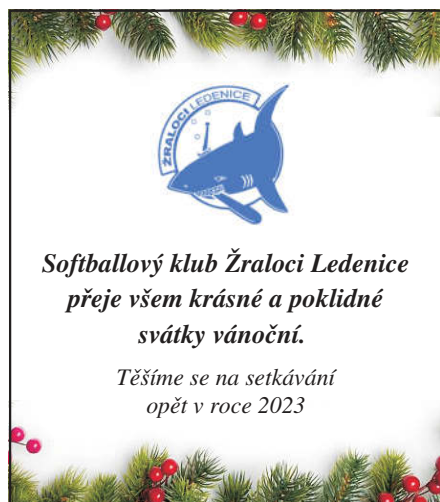 ŽRALOCI LEDENICE
Softballový klub Žraloci Ledenice
přeje všem krásné a poklidné
svátky vánoční.
Těšíme se na setkávání
opět v roce 2023